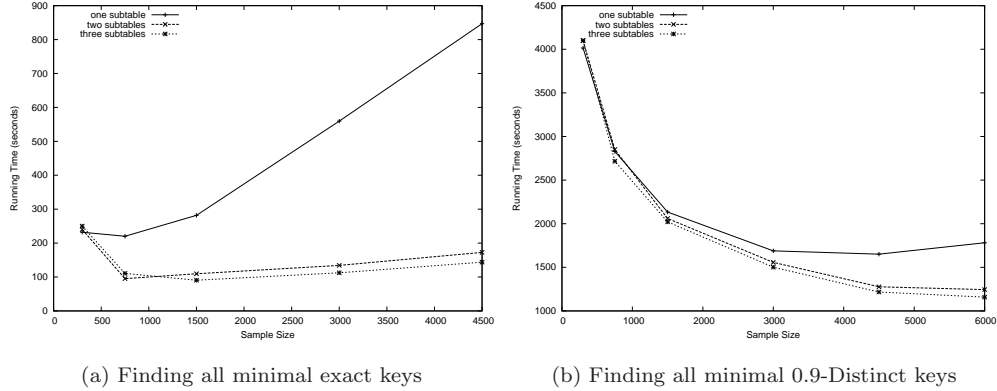 900
800
700
600
500
400
300
200
100
0
Running Time (seconds)
one subtable
two subtables
three subtables
0 500 1000 1500 2000 2500 3000 3500 4000 4500
Sample Size
(a) Finding all minimal exact keys
4500
4000
3500
3000
2500
2000
1500
1000
Running Time (seconds)
one subtable
two subtables
three subtables
0 1000 2000 3000 4000 5000 6000
Sample Size
(b) Finding all minimal 0.9-Distinct keys